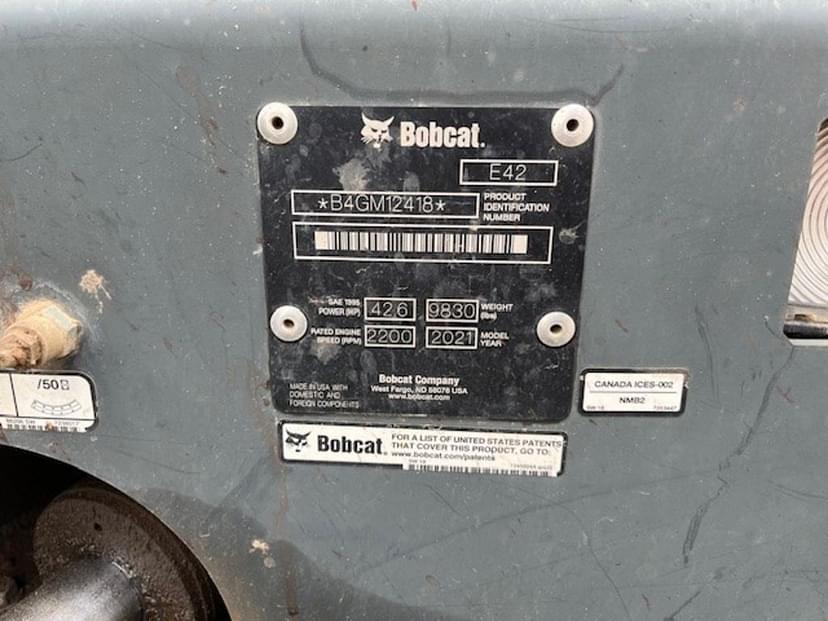 Bobcat.
E42
*B4GM12418*
PRODUCT
IDENTIFICATION
NUMBER
SAE 1995
POWER (HP)
42.6
9830
WEIGHT
(lbs)
RATED ENGINE
SPEED (RPM)
2200
2021
MODEL
YEAR
Bobcat Company
West Fargo, ND 58078 USA
www.bobcat.com
MADE IN USA WITH
DOMESTIC AND
FOREIGN COMPONENTS
/50
CANADA ICES-002
NMB2
Bobcat.
FOR A LIST OF UNITED STATES PATENTS
THAT COVER THIS PRODUCT, GO TO:
www.bobcat.com/patents